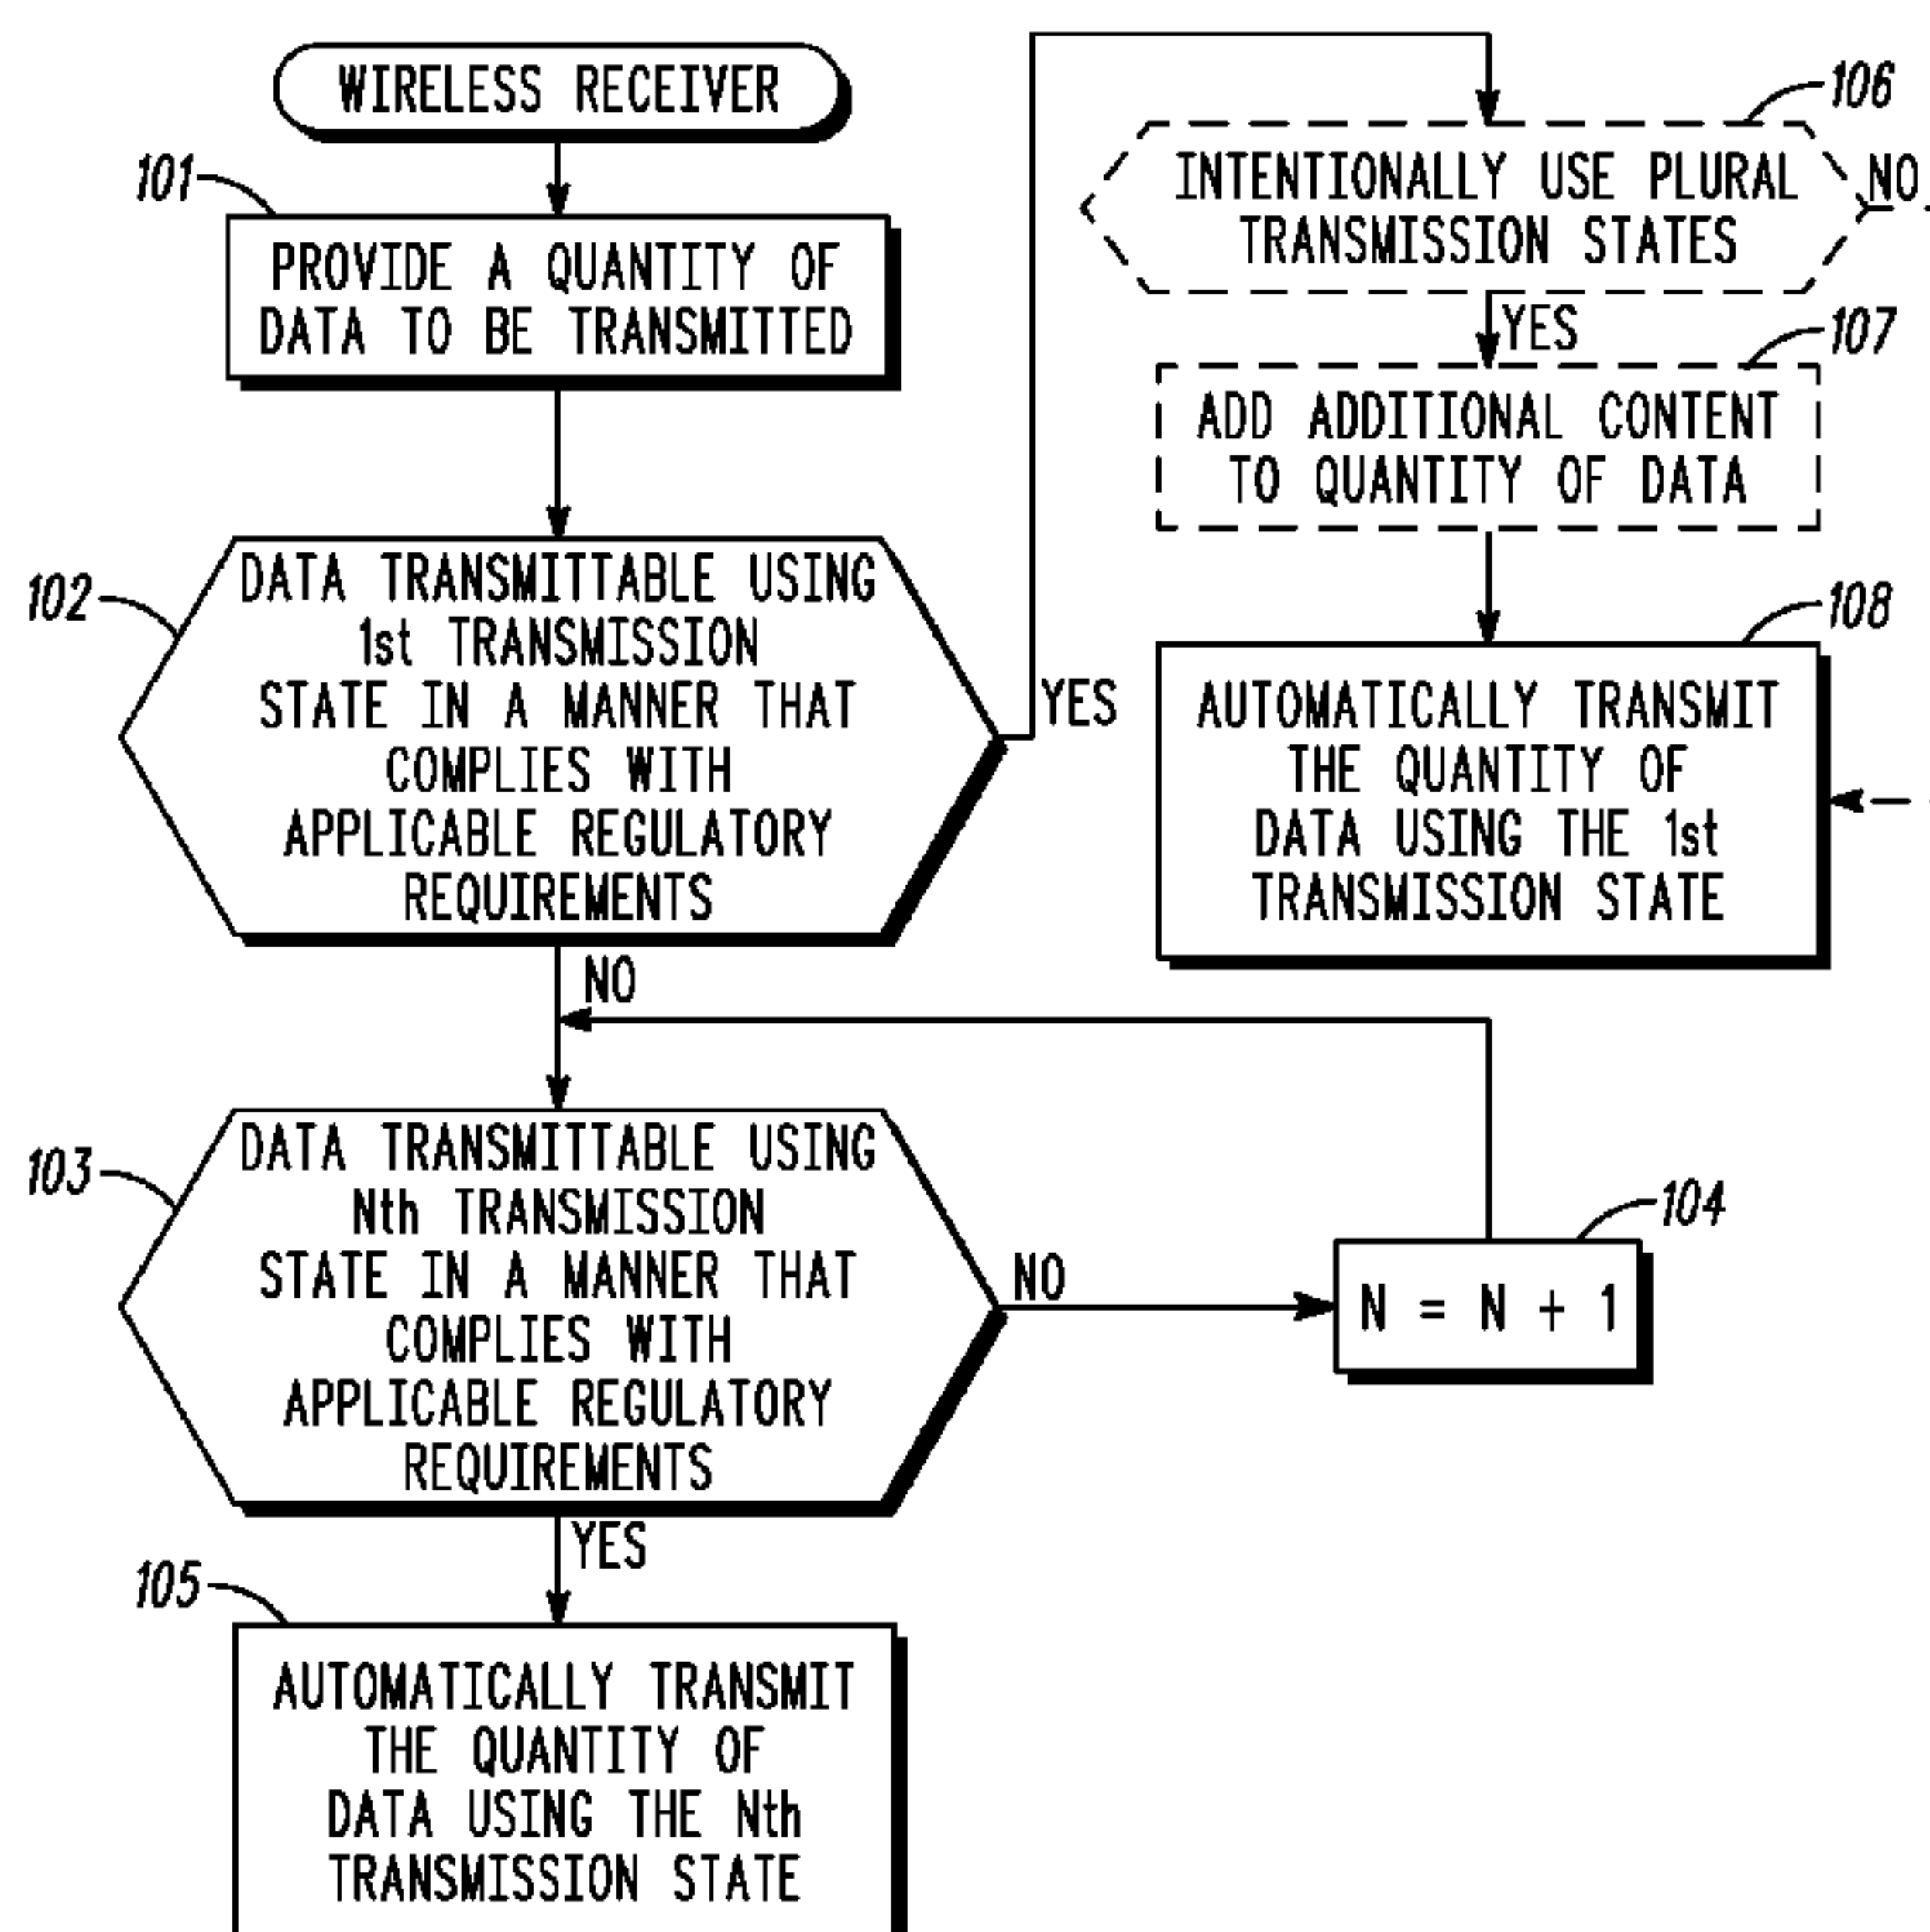 WIRELESS RECEIVER
101
PROVIDE A QUANTITY OF
DATA TO BE TRANSMITTED
102
DATA TRANSMITTABLE USING
1st TRANSMISSION
STATE IN A MANNER THAT
COMPLIES WITH
APPLICABLE REGULATORY
REQUIREMENTS
YES
NO
103
DATA TRANSMITTABLE USING
Nth TRANSMISSION
STATE IN A MANNER THAT
COMPLIES WITH
APPLICABLE REGULATORY
REQUIREMENTS
NO
104
N = N + 1
YES
105
AUTOMATICALLY TRANSMIT
THE QUANTITY OF
DATA USING THE Nth
TRANSMISSION STATE
106
INTENTIONALLY USE PLURAL
TRANSMISSION STATES
NO
YES
107
ADD ADDITIONAL CONTENT
TO QUANTITY OF DATA
108
AUTOMATICALLY TRANSMIT
THE QUANTITY OF
DATA USING THE 1st
TRANSMISSION STATE